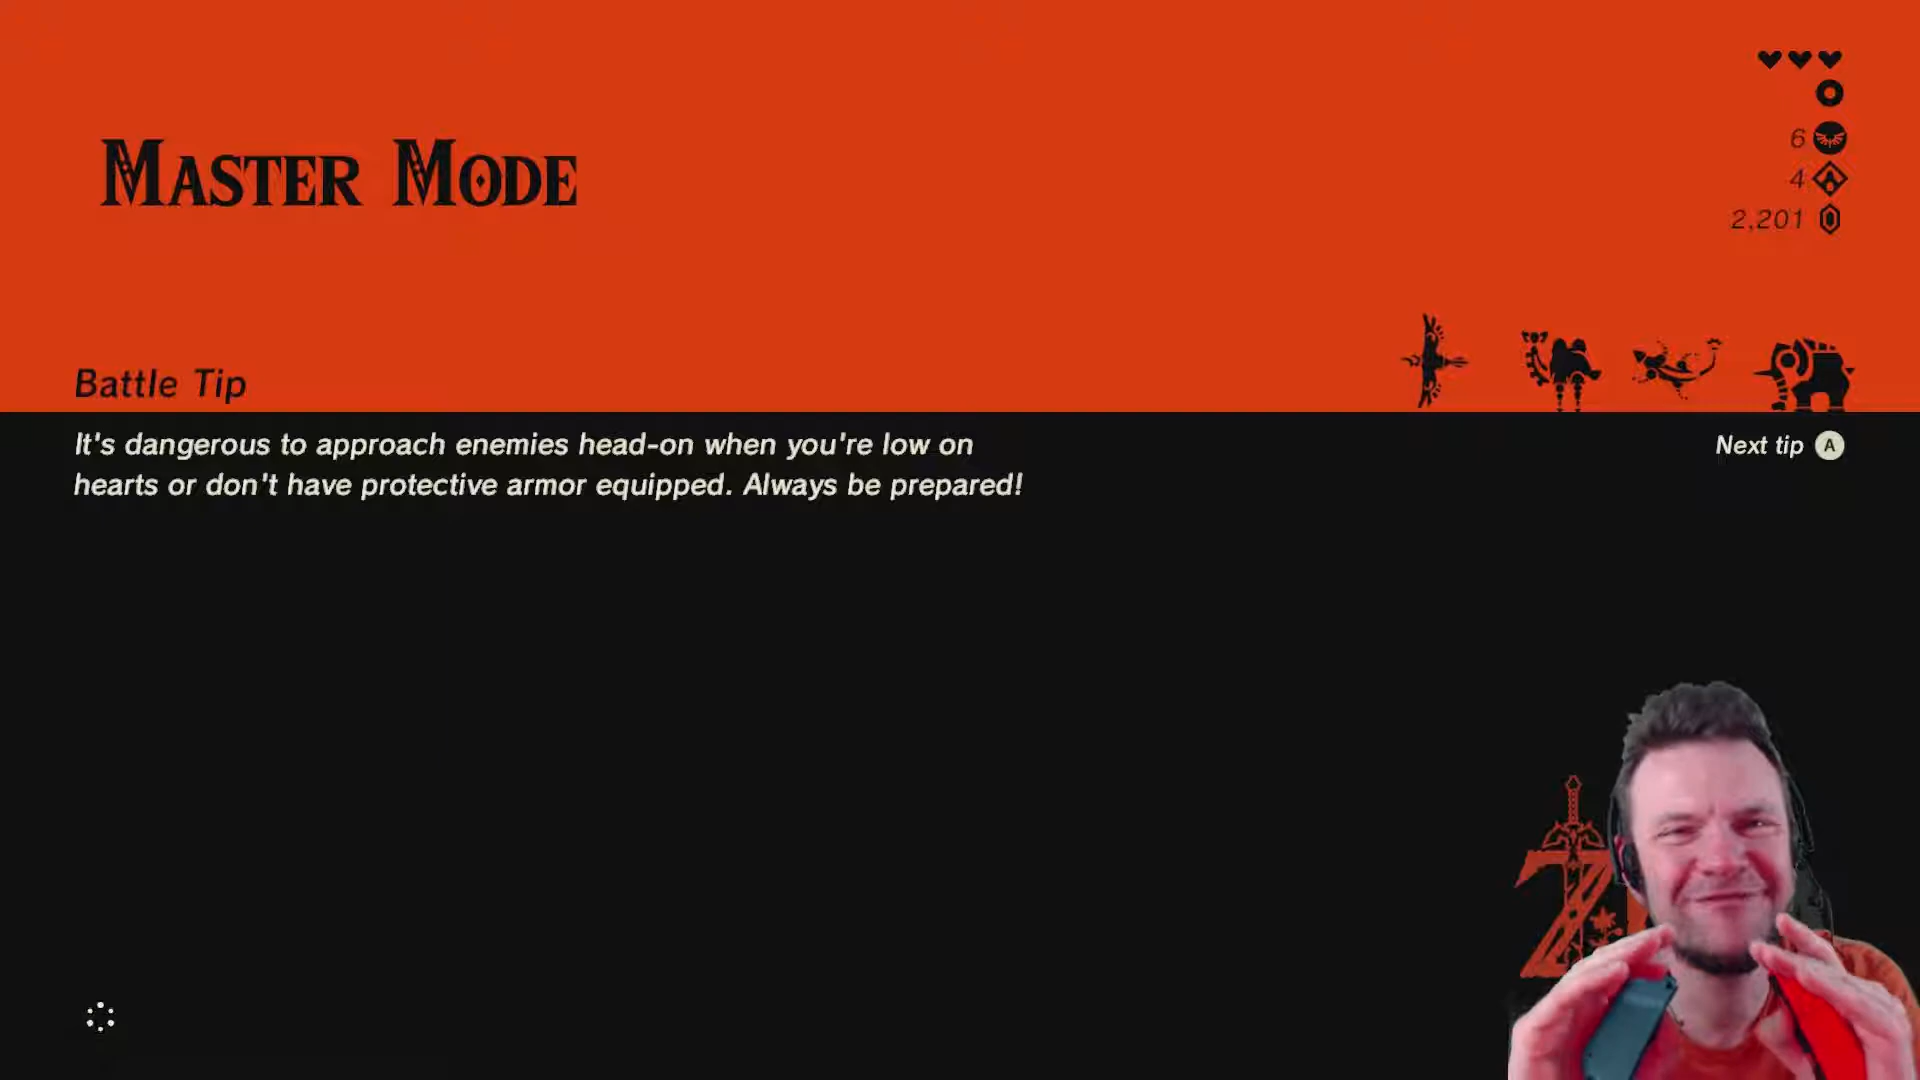 Master Mode
6
4
2,201
Battle Tip
It's dangerous to approach enemies head-on when you're low on
hearts or don't have protective armor equipped. Always be prepared!
Next tip A
Z